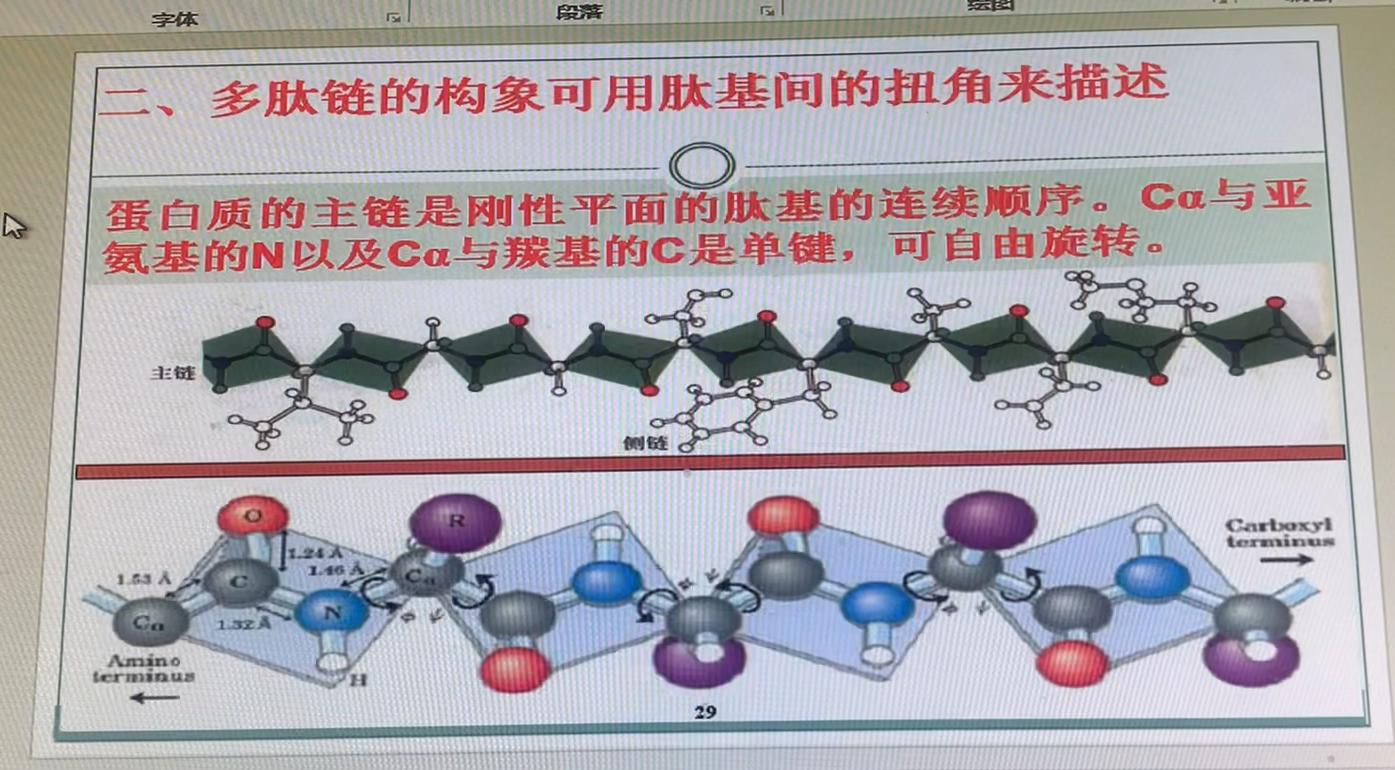 字体
段落
绘图
二、多肽链的构象可用肽基间的扭角来描述
蛋白质的主链是刚性平面的肽基的连续顺序。Cα与亚
氨基的N以及Cα与羰基的C是单键，可自由旋转。
主链
侧链
O
R
1.24 Å
1.46 Å
Cα
1.53 Å
C
N
Cα
1.32 Å
H
Amino
terminus
Carboxyl
terminus
29